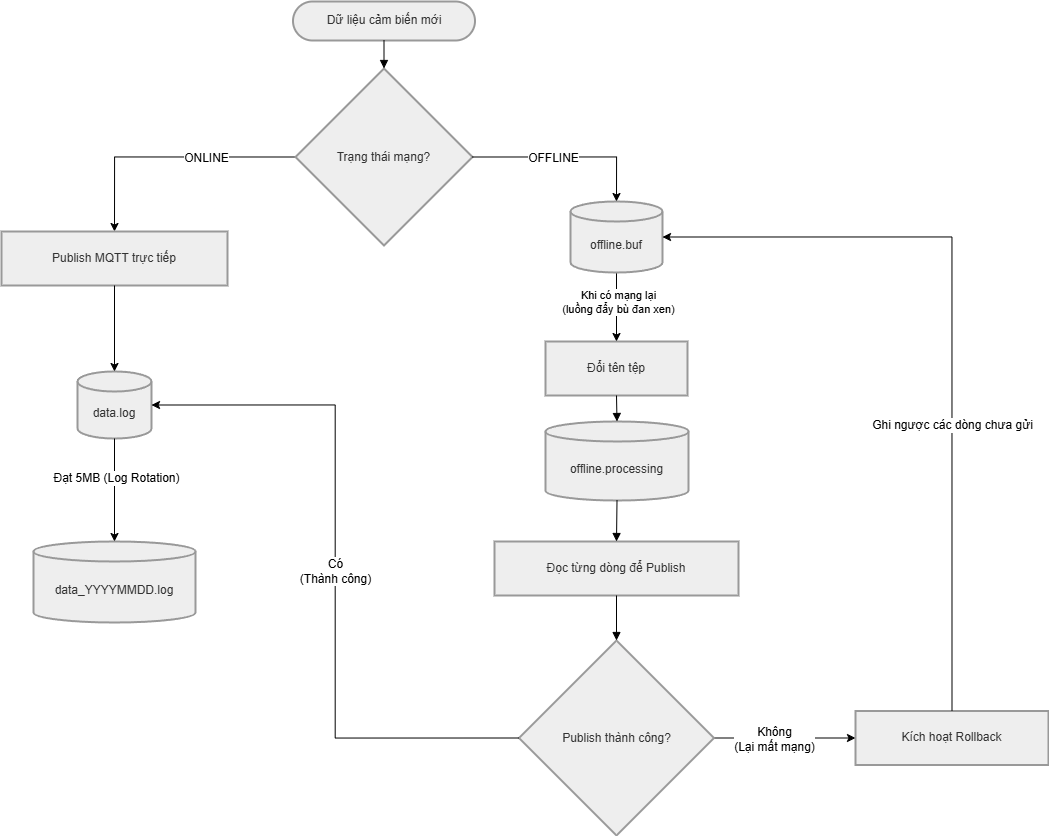 Dữ liệu cảm biến mới
Trạng thái mạng?
ONLINE
OFFLINE
Publish MQTT trực tiếp
offline.buf
Khi có mạng lại
(luồng đẩy bù đan xen)
Đổi tên tệp
data.log
Ghi ngược các dòng chưa gửi
offline.processing
Đạt 5MB (Log Rotation)
Có
(Thành công)
Đọc từng dòng để Publish
data_YYYYMMDD.log
Publish thành công?
Không
(Lại mất mạng)
Kích hoạt Rollback